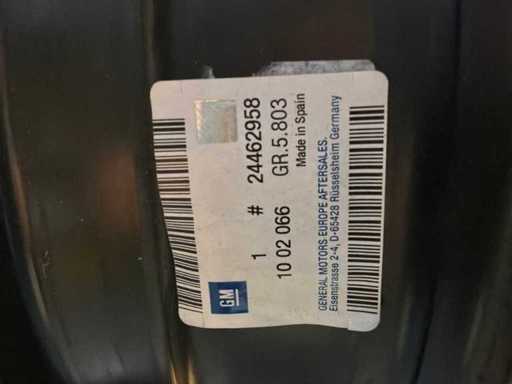 GM
1 # 24462958
10 02 066 GR.5.803
Made in Spain
GENERAL MOTORS EUROPE AFTERSALES.
Eisenstrasse 2-4, D-65428 Rüsselsheim Germany